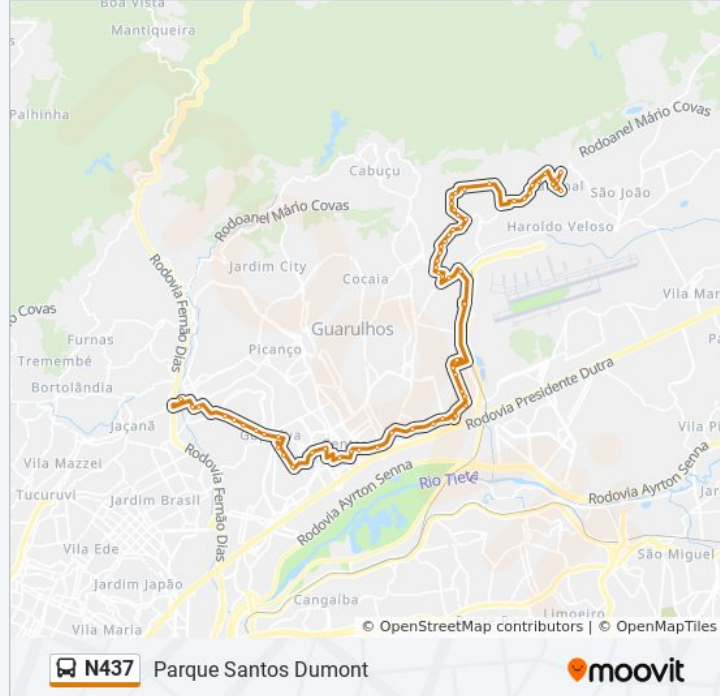 Boa Vista
Mantiqueira
Palhinha
Rodoanel Mário Covas
Cabuçu
São João
Rodoanel Mário Covas
Haroldo Veloso
Jardim City
Cocaia
Rodovia Fernão Dias
Vila Mar
o Covas
Guarulhos
Furnas
Picanço
Tremembé
Bortolândia
Rodovia Presidente Dutra
Jaçanã
Vila Pi
Vila Mazzei
Rodovia Fernão Dias
Rodovia Ayrton Senna
Rio Tietê
Rodovia Ayrton Senna
Jar
Tucuruvi
Jardim Brasil
Vila Ede
São Miguel
Jardim Japão
Cangaíba
Limoeiro
Vila Maria
© OpenStreetMap contributors | © OpenMapTiles
N437 Parque Santos Dumont
moovit